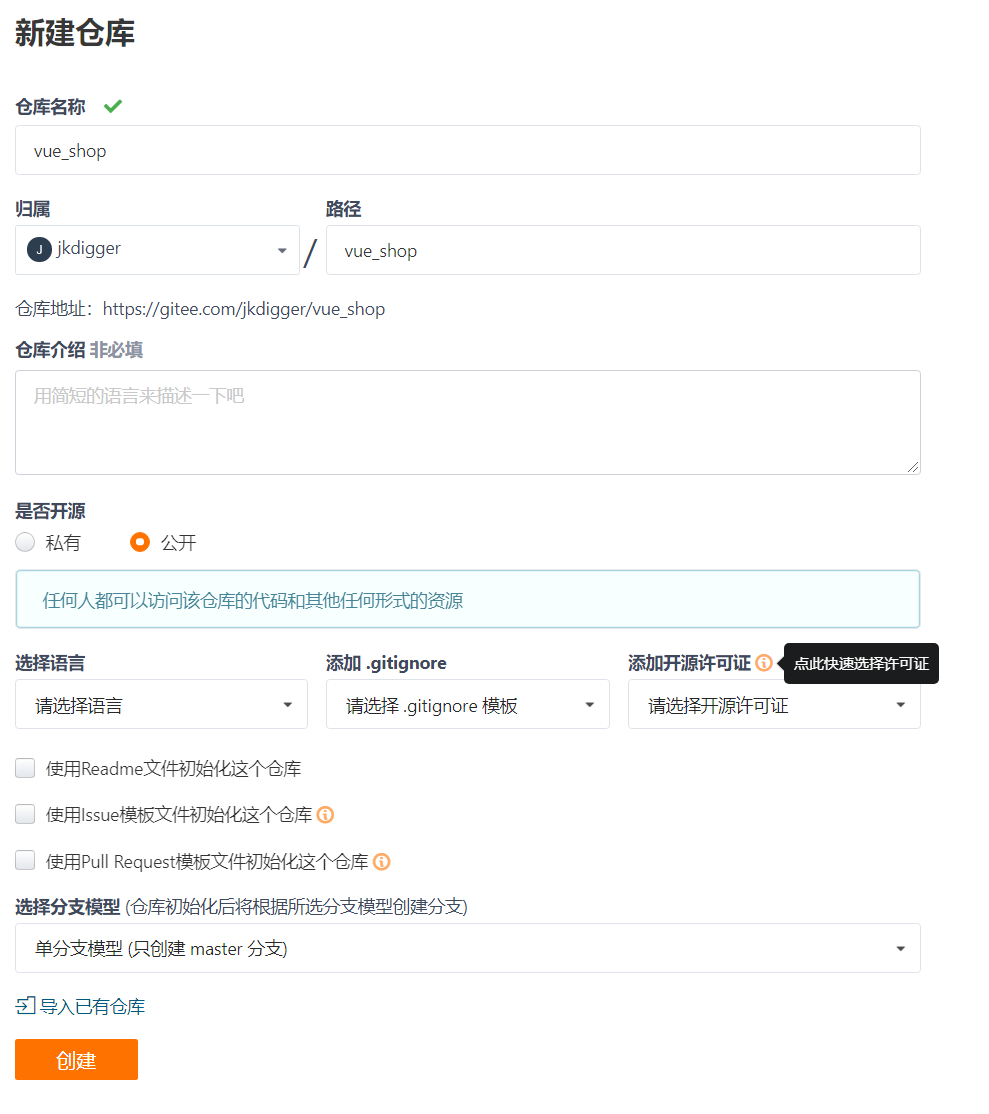 新建仓库
仓库名称
vue_shop
归属 路径
J jkdigger / vue_shop
仓库地址：https://gitee.com/jkdigger/vue_shop
仓库介绍 非必填
用简短的语言来描述一下吧
是否开源
私有 公开
任何人都可以访问该仓库的代码和其他任何形式的资源
选择语言 添加 .gitignore 添加开源许可证 点此快速选择许可证
请选择语言 请选择 .gitignore 模板 请选择开源许可证
使用Readme文件初始化这个仓库
使用Issue模板文件初始化这个仓库
使用Pull Request模板文件初始化这个仓库
选择分支模型 (仓库初始化后将根据所选分支模型创建分支)
单分支模型 (只创建 master 分支)
导入已有仓库
创建